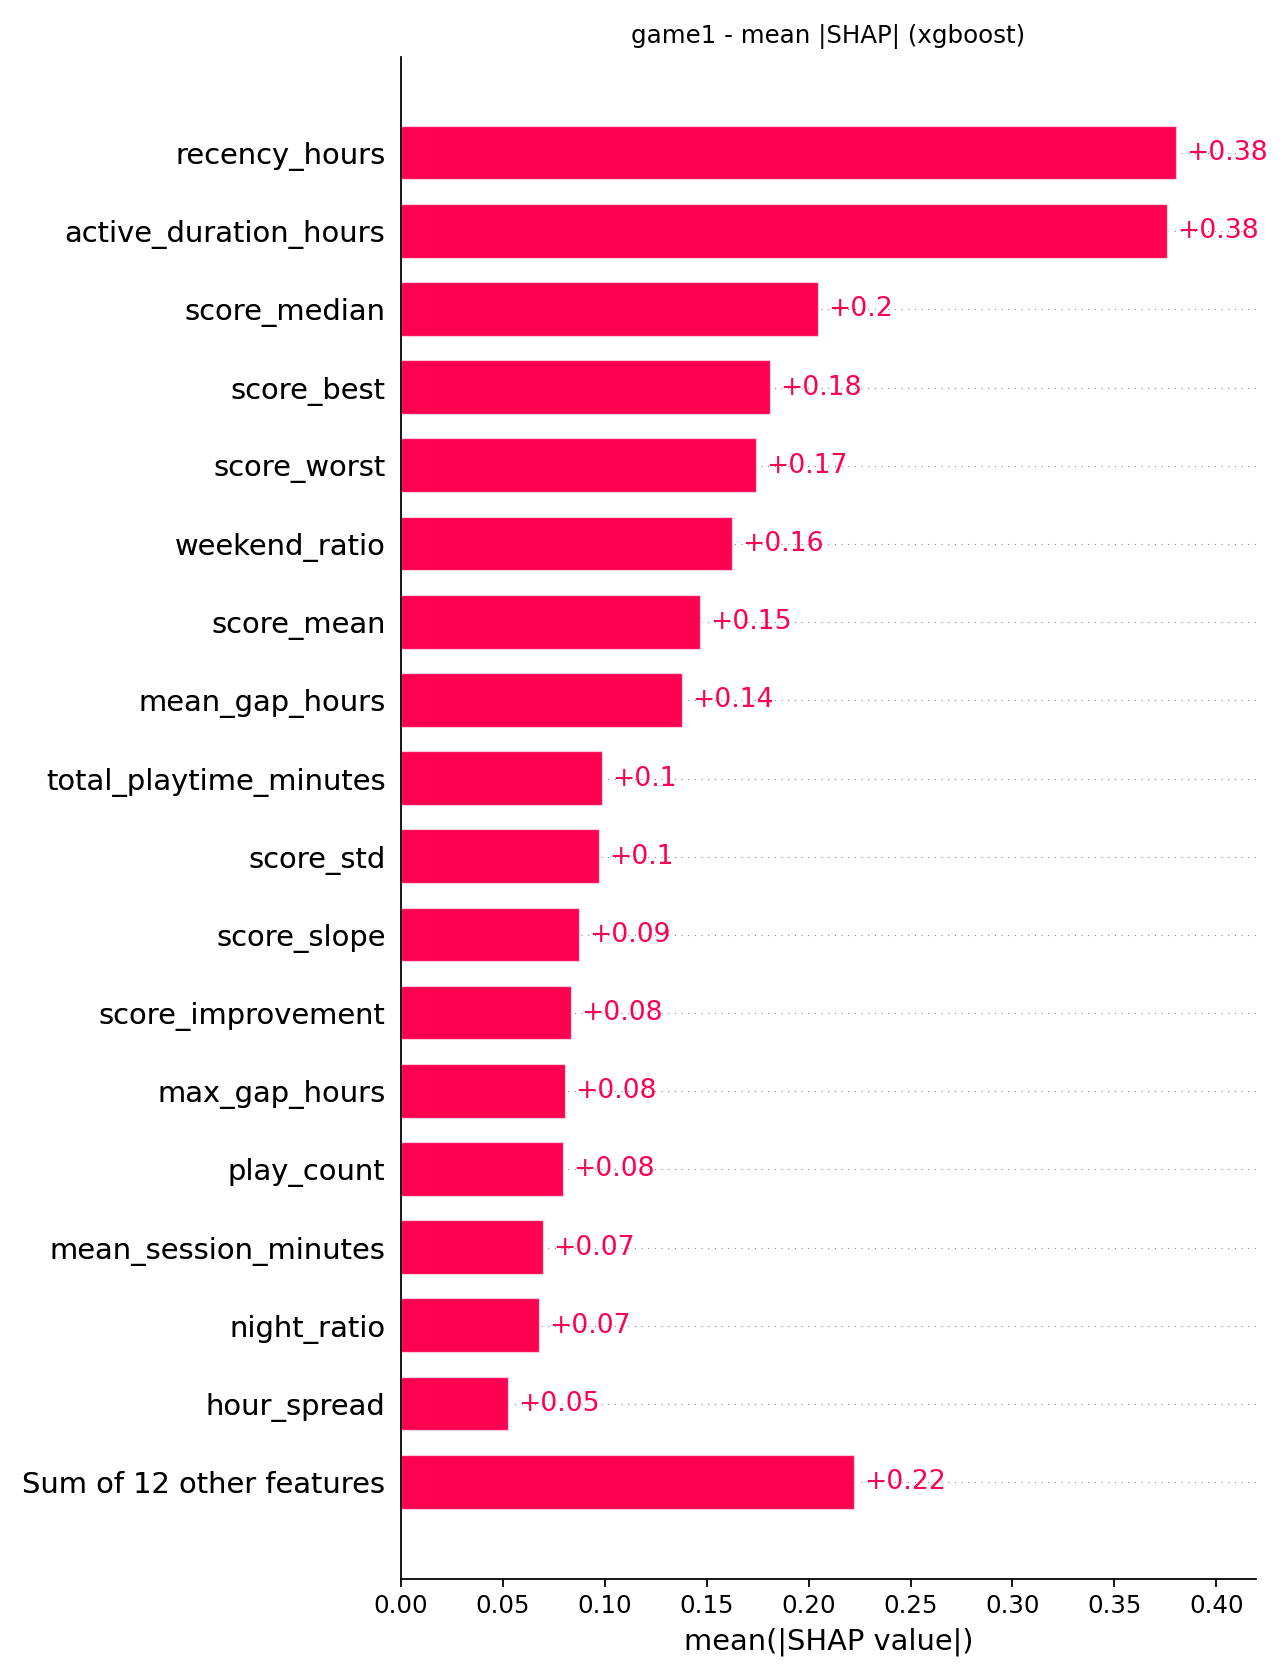 game1 - mean |SHAP| (xgboost)
recency_hours +0.38
active_duration_hours +0.38
score_median +0.2
score_best +0.18
score_worst +0.17
weekend_ratio +0.16
score_mean +0.15
mean_gap_hours +0.14
total_playtime_minutes +0.1
score_std +0.1
score_slope +0.09
score_improvement +0.08
max_gap_hours +0.08
play_count +0.08
mean_session_minutes +0.07
night_ratio +0.07
hour_spread +0.05
Sum of 12 other features +0.22
0.00 0.05 0.10 0.15 0.20 0.25 0.30 0.35 0.40
mean(|SHAP value|)